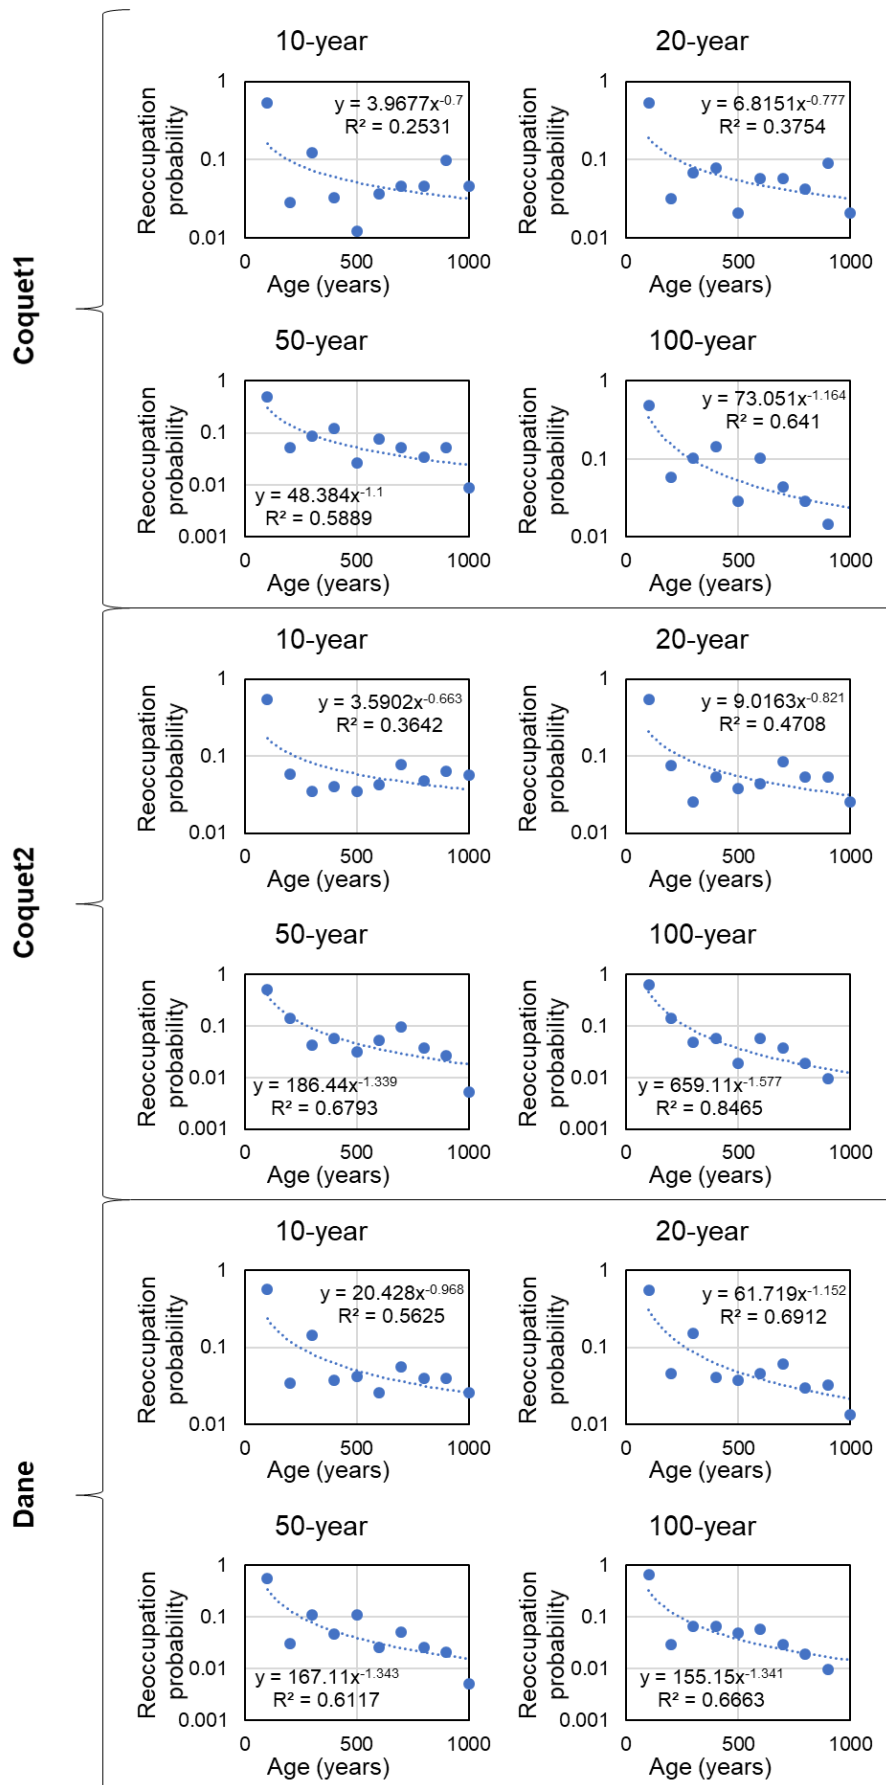 Coquet1
10-year
Reoccupation
probability
1
0.1
0.01
y = 3.9677x^-0.7
R² = 0.2531
0 500 1000
Age (years)
20-year
Reoccupation
probability
1
0.1
0.01
y = 6.8151x^-0.777
R² = 0.3754
0 500 1000
Age (years)
50-year
Reoccupation
probability
1
0.1
0.01
0.001
y = 48.384x^-1.1
R² = 0.5889
0 500 1000
Age (years)
100-year
Reoccupation
probability
1
0.1
0.01
y = 73.051x^-1.164
R² = 0.641
0 500 1000
Age (years)
Coquet2
10-year
Reoccupation
probability
1
0.1
0.01
y = 3.5902x^-0.663
R² = 0.3642
0 500 1000
Age (years)
20-year
Reoccupation
probability
1
0.1
0.01
y = 9.0163x^-0.821
R² = 0.4708
0 500 1000
Age (years)
50-year
Reoccupation
probability
1
0.1
0.01
0.001
y = 186.44x^-1.339
R² = 0.6793
0 500 1000
Age (years)
100-year
Reoccupation
probability
1
0.1
0.01
0.001
y = 659.11x^-1.577
R² = 0.8465
0 500 1000
Age (years)
Dane
10-year
Reoccupation
probability
1
0.1
0.01
y = 20.428x^-0.968
R² = 0.5625
0 500 1000
Age (years)
20-year
Reoccupation
probability
1
0.1
0.01
y = 61.719x^-1.152
R² = 0.6912
0 500 1000
Age (years)
50-year
Reoccupation
probability
1
0.1
0.01
0.001
y = 167.11x^-1.343
R² = 0.6117
0 500 1000
Age (years)
100-year
Reoccupation
probability
1
0.1
0.01
0.001
y = 155.15x^-1.341
R² = 0.6663
0 500 1000
Age (years)